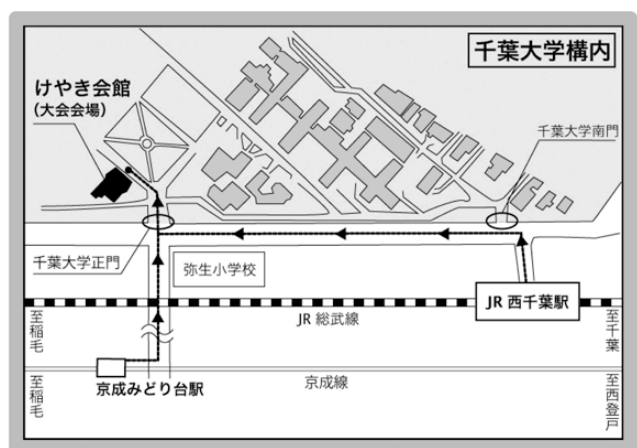 千葉大学構内
けやき会館
（大会会場）
千葉大学南門
千葉大学正門
弥生小学校
JR 西千葉駅
至稲毛
JR 総武線
至千葉
京成みどり台駅
至稲毛
京成線
至西登戸